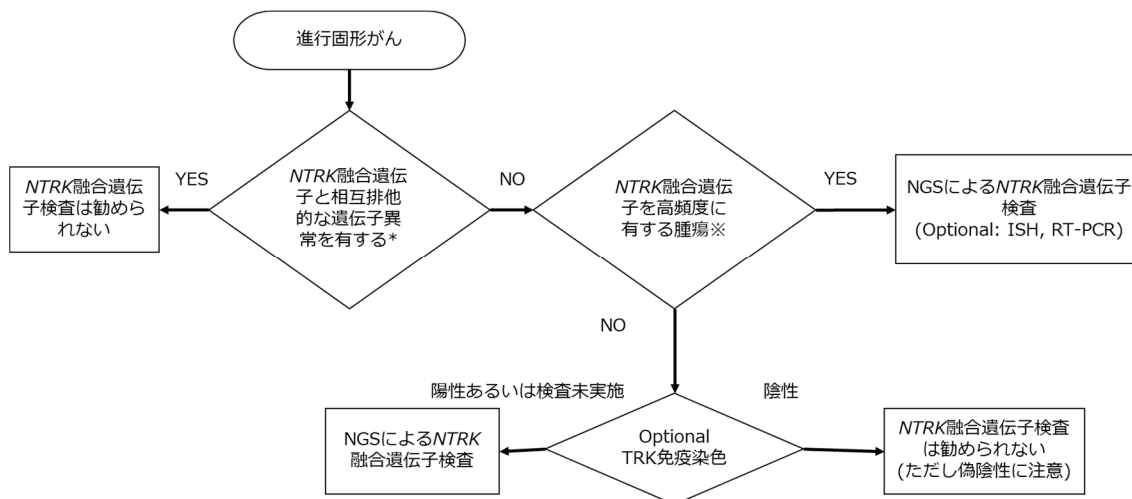 進行固形がん
NTRK融合遺伝
子検査は勧めら
れない
YES
NTRK融合遺伝
子と相互排他
的な遺伝子異
常を有する*
NO
NTRK融合遺伝
子を高頻度に
有する腫瘍※
YES
NGSによるNTRK融合遺伝子
検査
(Optional: ISH, RT-PCR)
NO
陽性あるいは検査未実施
陰性
NGSによるNTRK
融合遺伝子検査
Optional
TRK免疫染色
NTRK融合遺伝子検査
は勧められない
(ただし偽陰性に注意)